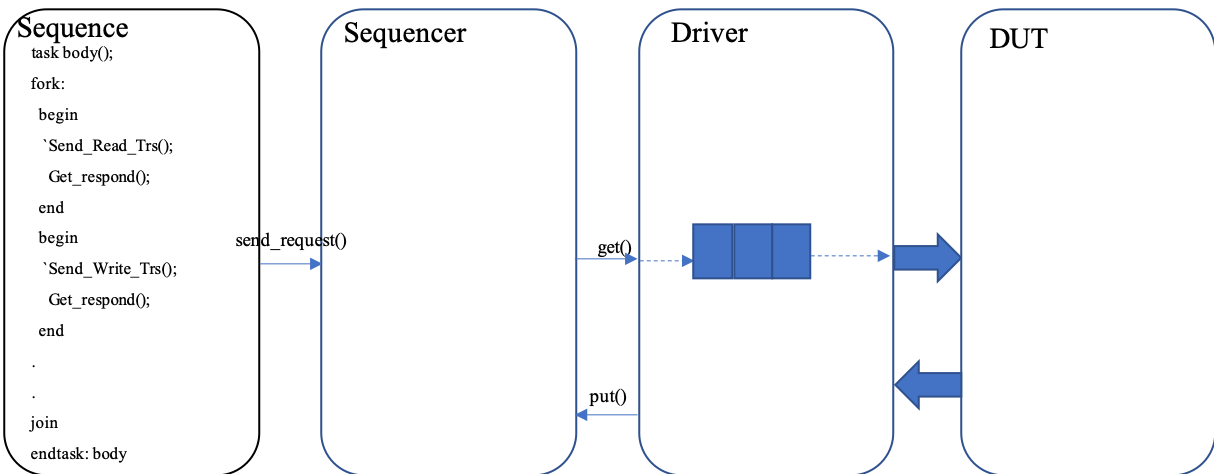 Sequence
task body();
fork:
begin
`Send_Read_Trs();
Get_respond();
end
begin
`Send_Write_Trs();
Get_respond();
end
.
.
join
endtask: body
send_request()
Sequencer
get()
put()
Driver
DUT